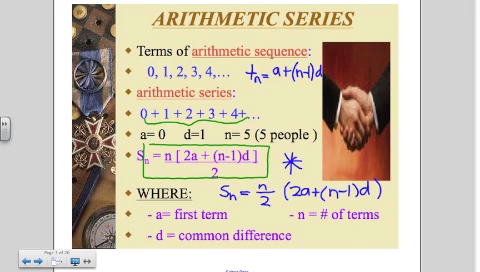 ARITHMETIC SERIES
Terms of arithmetic sequence:
0, 1, 2, 3, 4,… tn = a+(n-1)d
arithmetic series:
0 + 1 + 2 + 3 + 4+…
a= 0 d=1 n= 5 (5 people )
Sn = n [ 2a + (n-1)d ]
2
WHERE: Sn = n/2 (2a+(n-1)d)
- a= first term - n = # of terms
- d = common difference